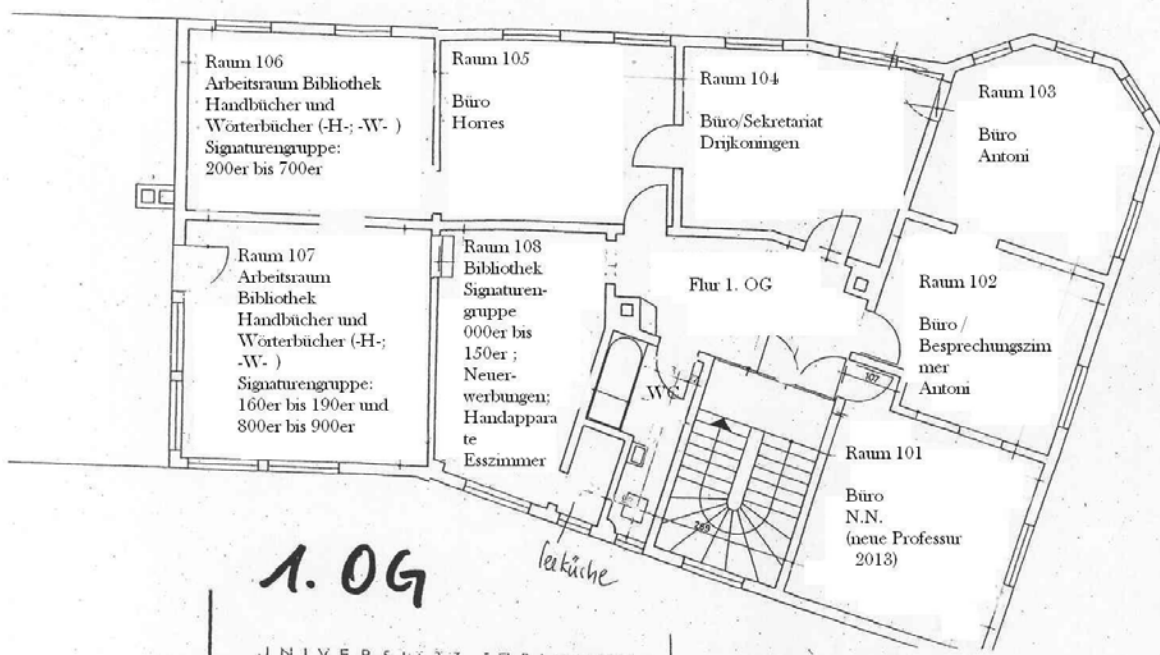 Raum 106
Arbeitsraum Bibliothek
Handbücher und
Wörterbücher (-H-; -W- )
Signaturengruppe:
200er bis 700er
Raum 105
Büro
Horres
Raum 104
Büro/Sekretariat
Drijkoningen
Raum 103
Büro
Antoni
Raum 107
Arbeitsraum
Bibliothek
Handbücher und
Wörterbücher (-H-;
-W- )
Signaturengruppe:
160er bis 190er und
800er bis 900er
Raum 108
Bibliothek
Signaturen-
gruppe
000er bis
150er ;
Neuer-
werbungen;
Handappara
te
Esszimmer
Flur 1. OG
Raum 102
Büro /
Besprechungszim
mer
Antoni
WC
107
Raum 101
Büro
N.N.
(neue Professur
2013)
269
Teeküche
1. OG